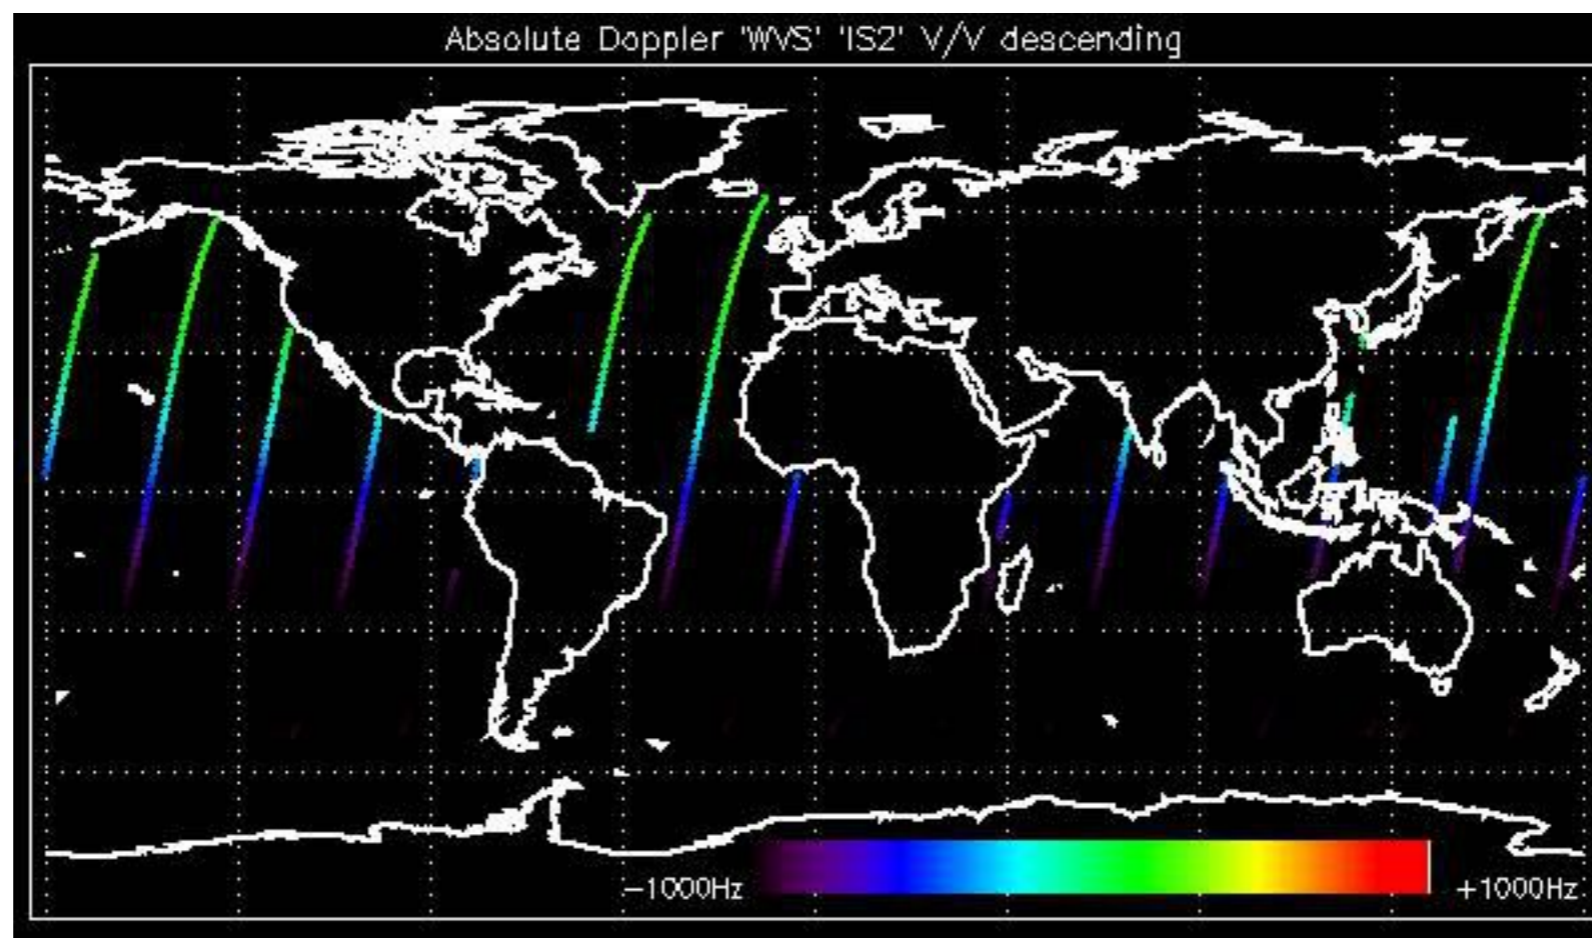 Absolute Doppler 'WVS' 'IS2' V/V descending
−1000Hz
+1000Hz